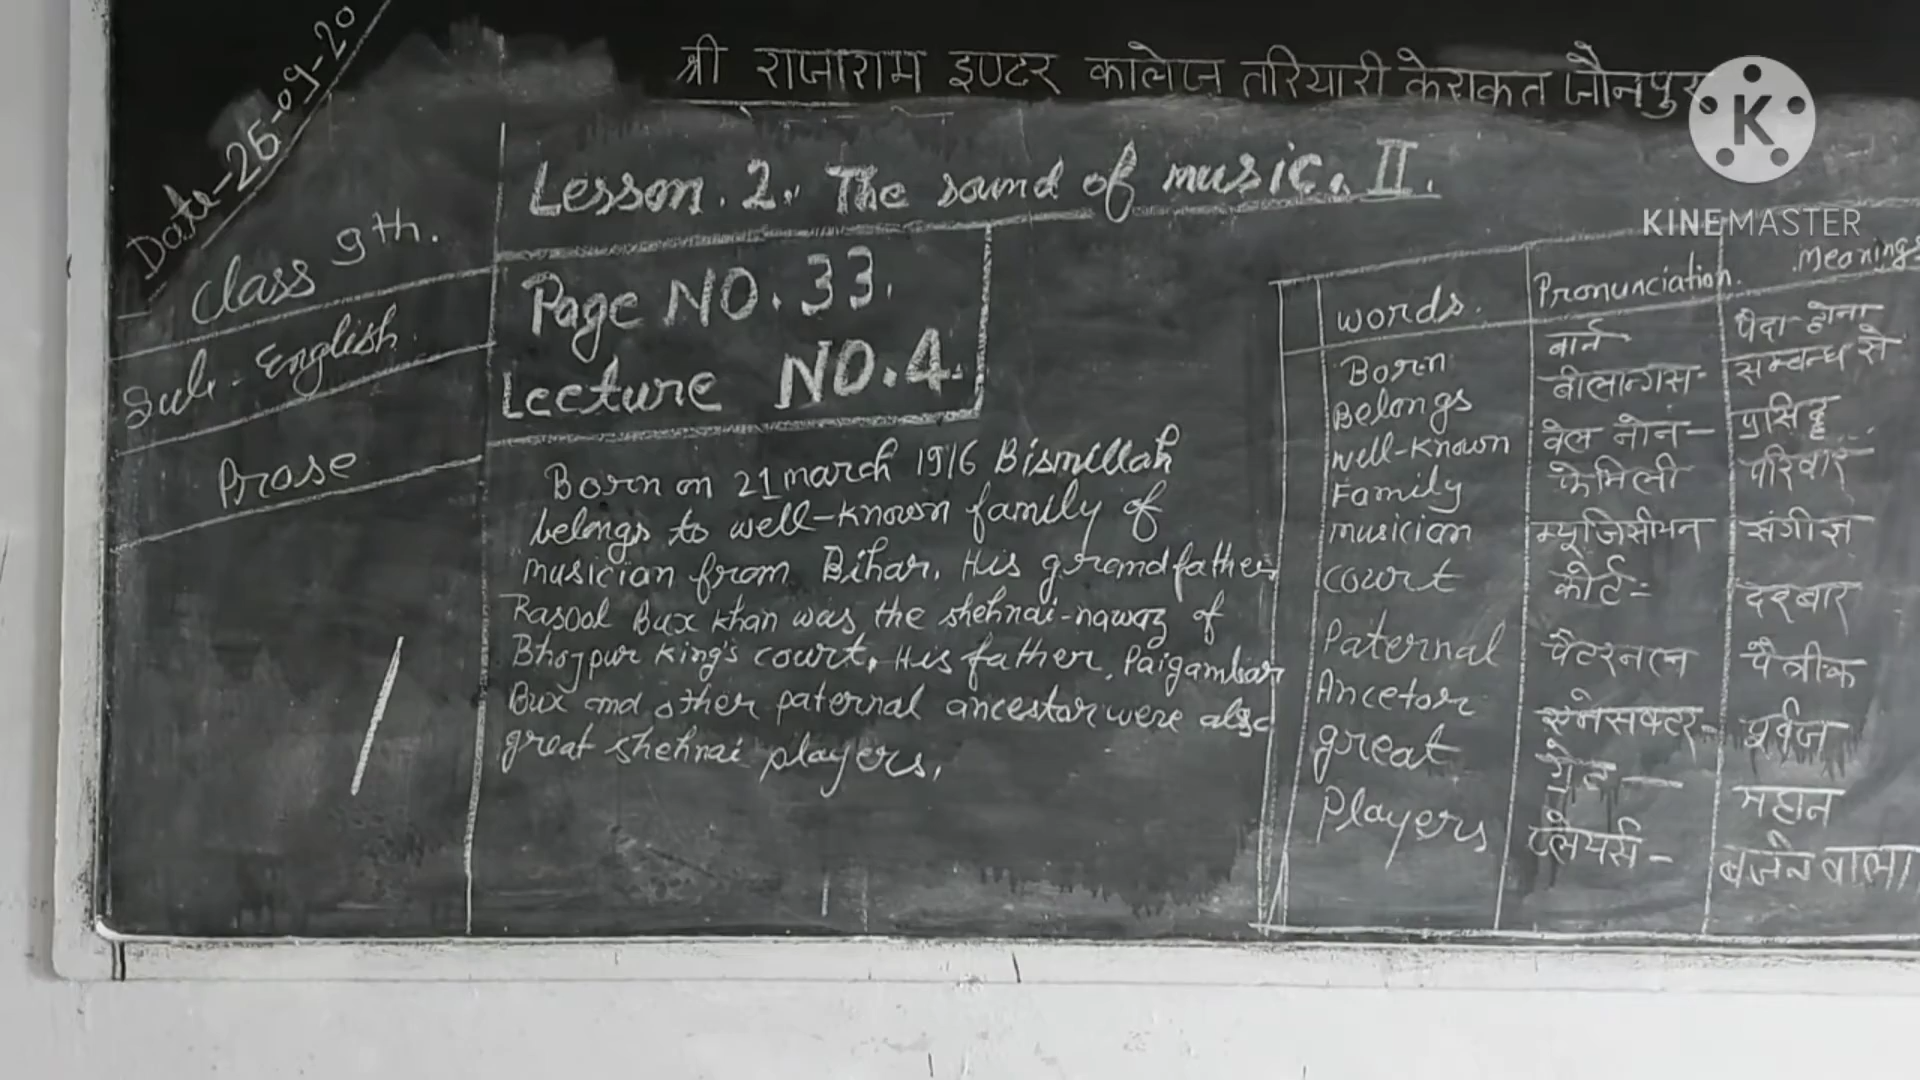 Date-26-09-20
श्री राजाराम इण्टर कालेज तरियारी केराकत जौनपुर
K
KINEMASTER
Class 9th.
Sub. English
Prose
Lesson. 2. The sound of music. II.
Page NO. 33.
Lecture NO.4.
Born on 21 march 1916 Bismillah
belongs to well-known family of
musician from Bihar. His grandfather
Rasool Bux Khan was the shehnai-nawaz of
Bhojpur King's court. His father, Paigambar
Bux and other paternal ancestor were also
great shehnai players.
words. Pronunciation. Meanings
Born बार्न पैदा होना
Belongs बीलान्गस- सम्बन्ध से
well-known वेल नोन- प्रसिद्ध
Family फेमिली परिवार
musician म्यूजिसीयन संगीज्ञ
court कोर्ट- दरबार
Paternal पैटरनल पैत्रीक
Ancetor पूर्वज
great ग्रेट- महान
Players प्लेयर्स- बजाने वाला